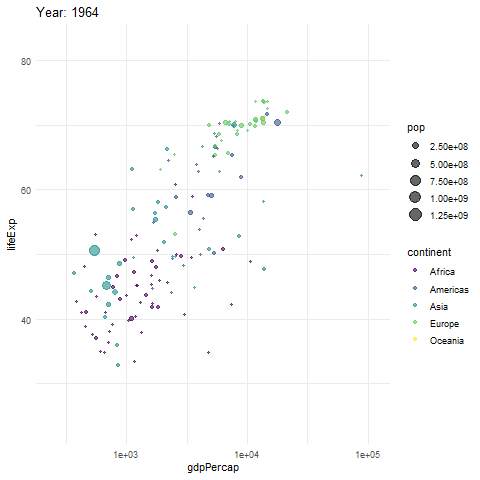 Year: 1964
80
60
40
lifeExp
1e+03
1e+04
1e+05
gdpPercap
pop
2.50e+08
5.00e+08
7.50e+08
1.00e+09
1.25e+09
continent
Africa
Americas
Asia
Europe
Oceania